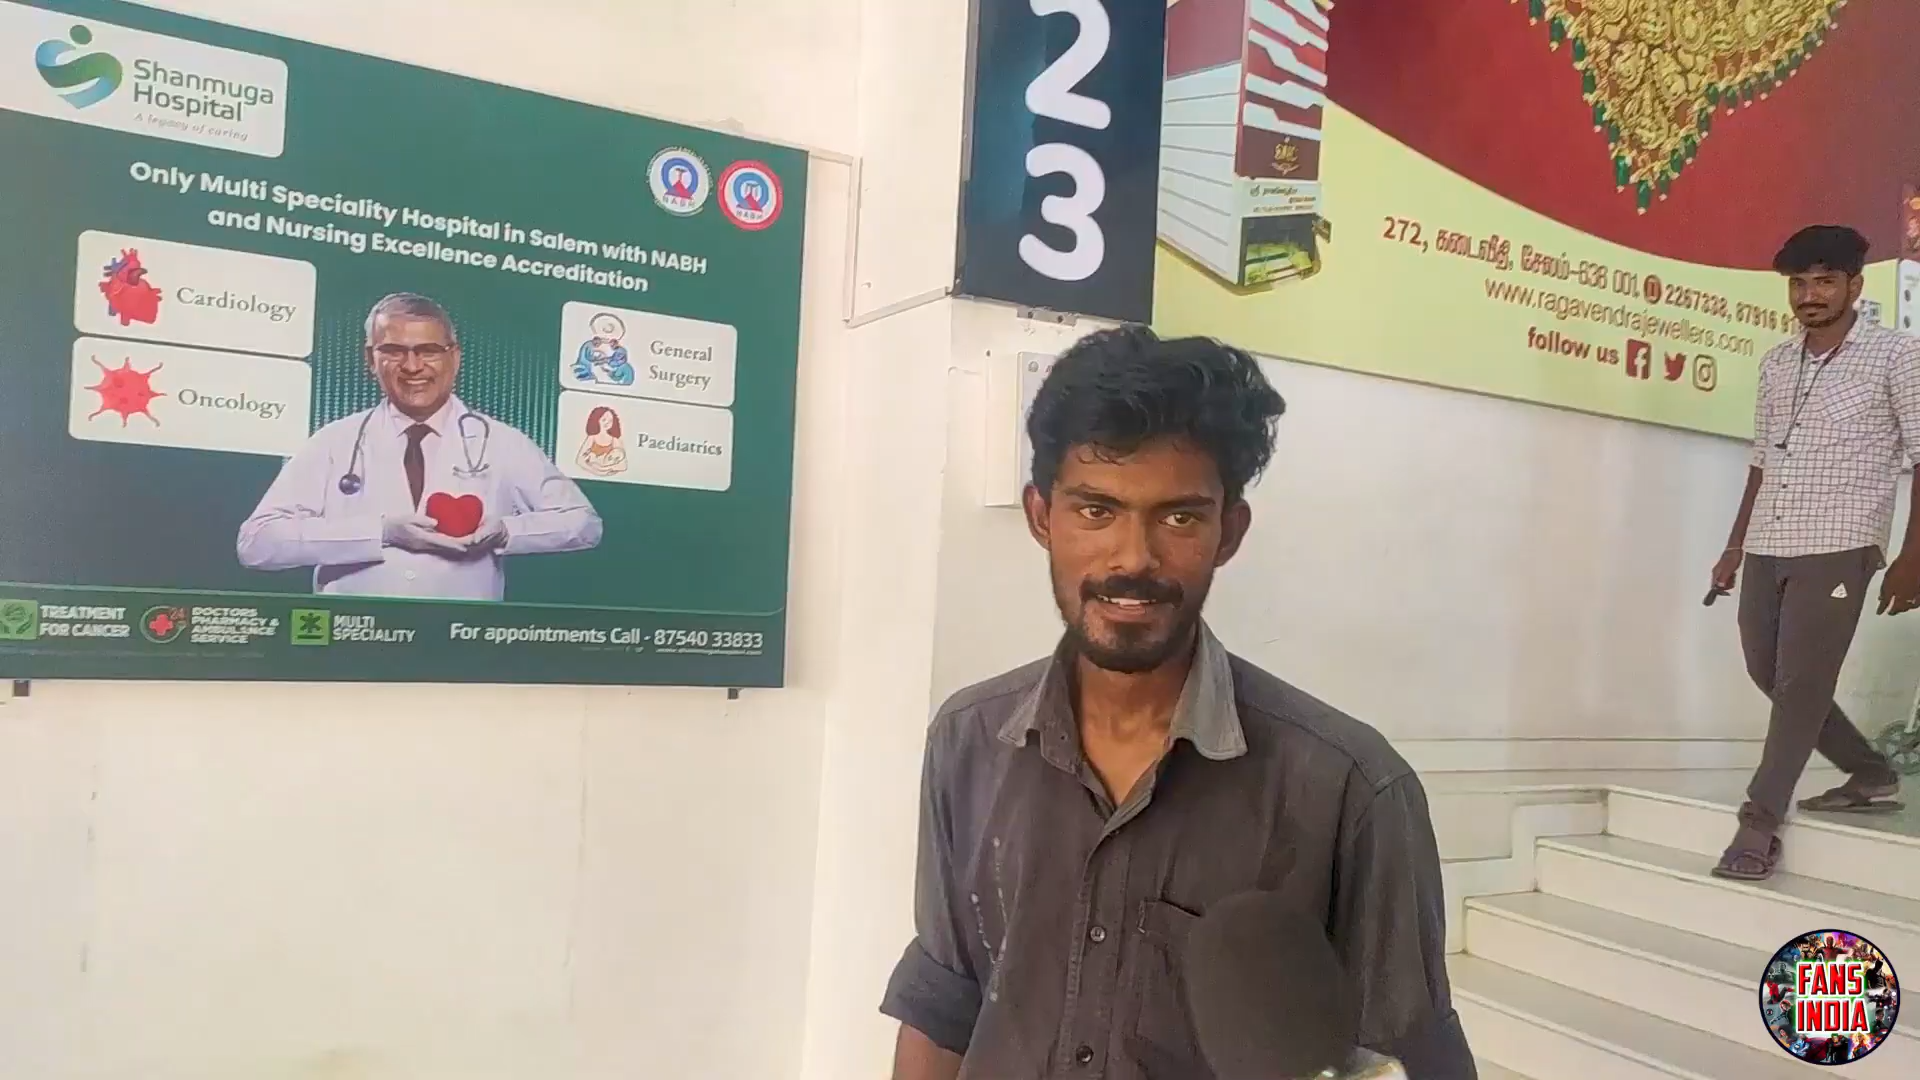 Shanmuga
Hospital
A legacy of caring
NABH
NABH
Only Multi Speciality Hospital in Salem with NABH
and Nursing Excellence Accreditation
Cardiology
Oncology
General
Surgery
Paediatrics
TREATMENT
FOR CANCER
24
DOCTORS
PHARMACY &
AMBULANCE
SERVICE
MULTI
SPECIALITY
For appointments Call - 87540 33833
2
3
272, கடைவீதி, சேலம்-636 001 2267338, 87916
www.ragavendrajewellers.com
follow us
FANS
INDIA